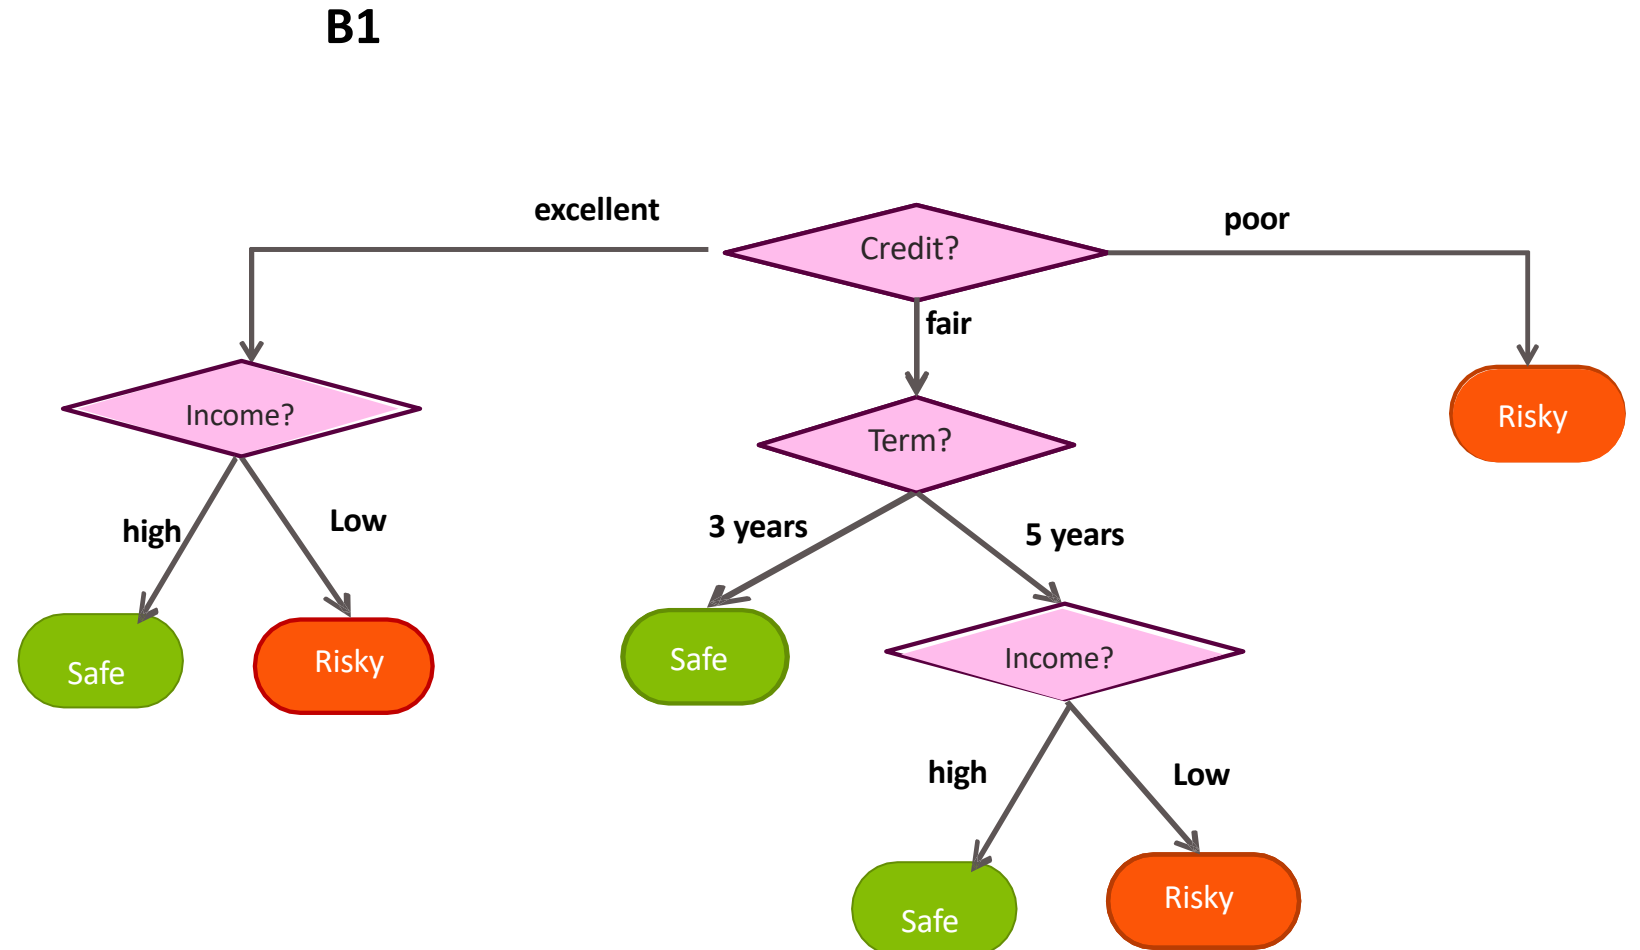 B1
excellent
Credit?
poor
fair
Income?
Term?
Risky
high
Low
3 years
5 years
Safe
Risky
Safe
Income?
high
Low
Safe
Risky